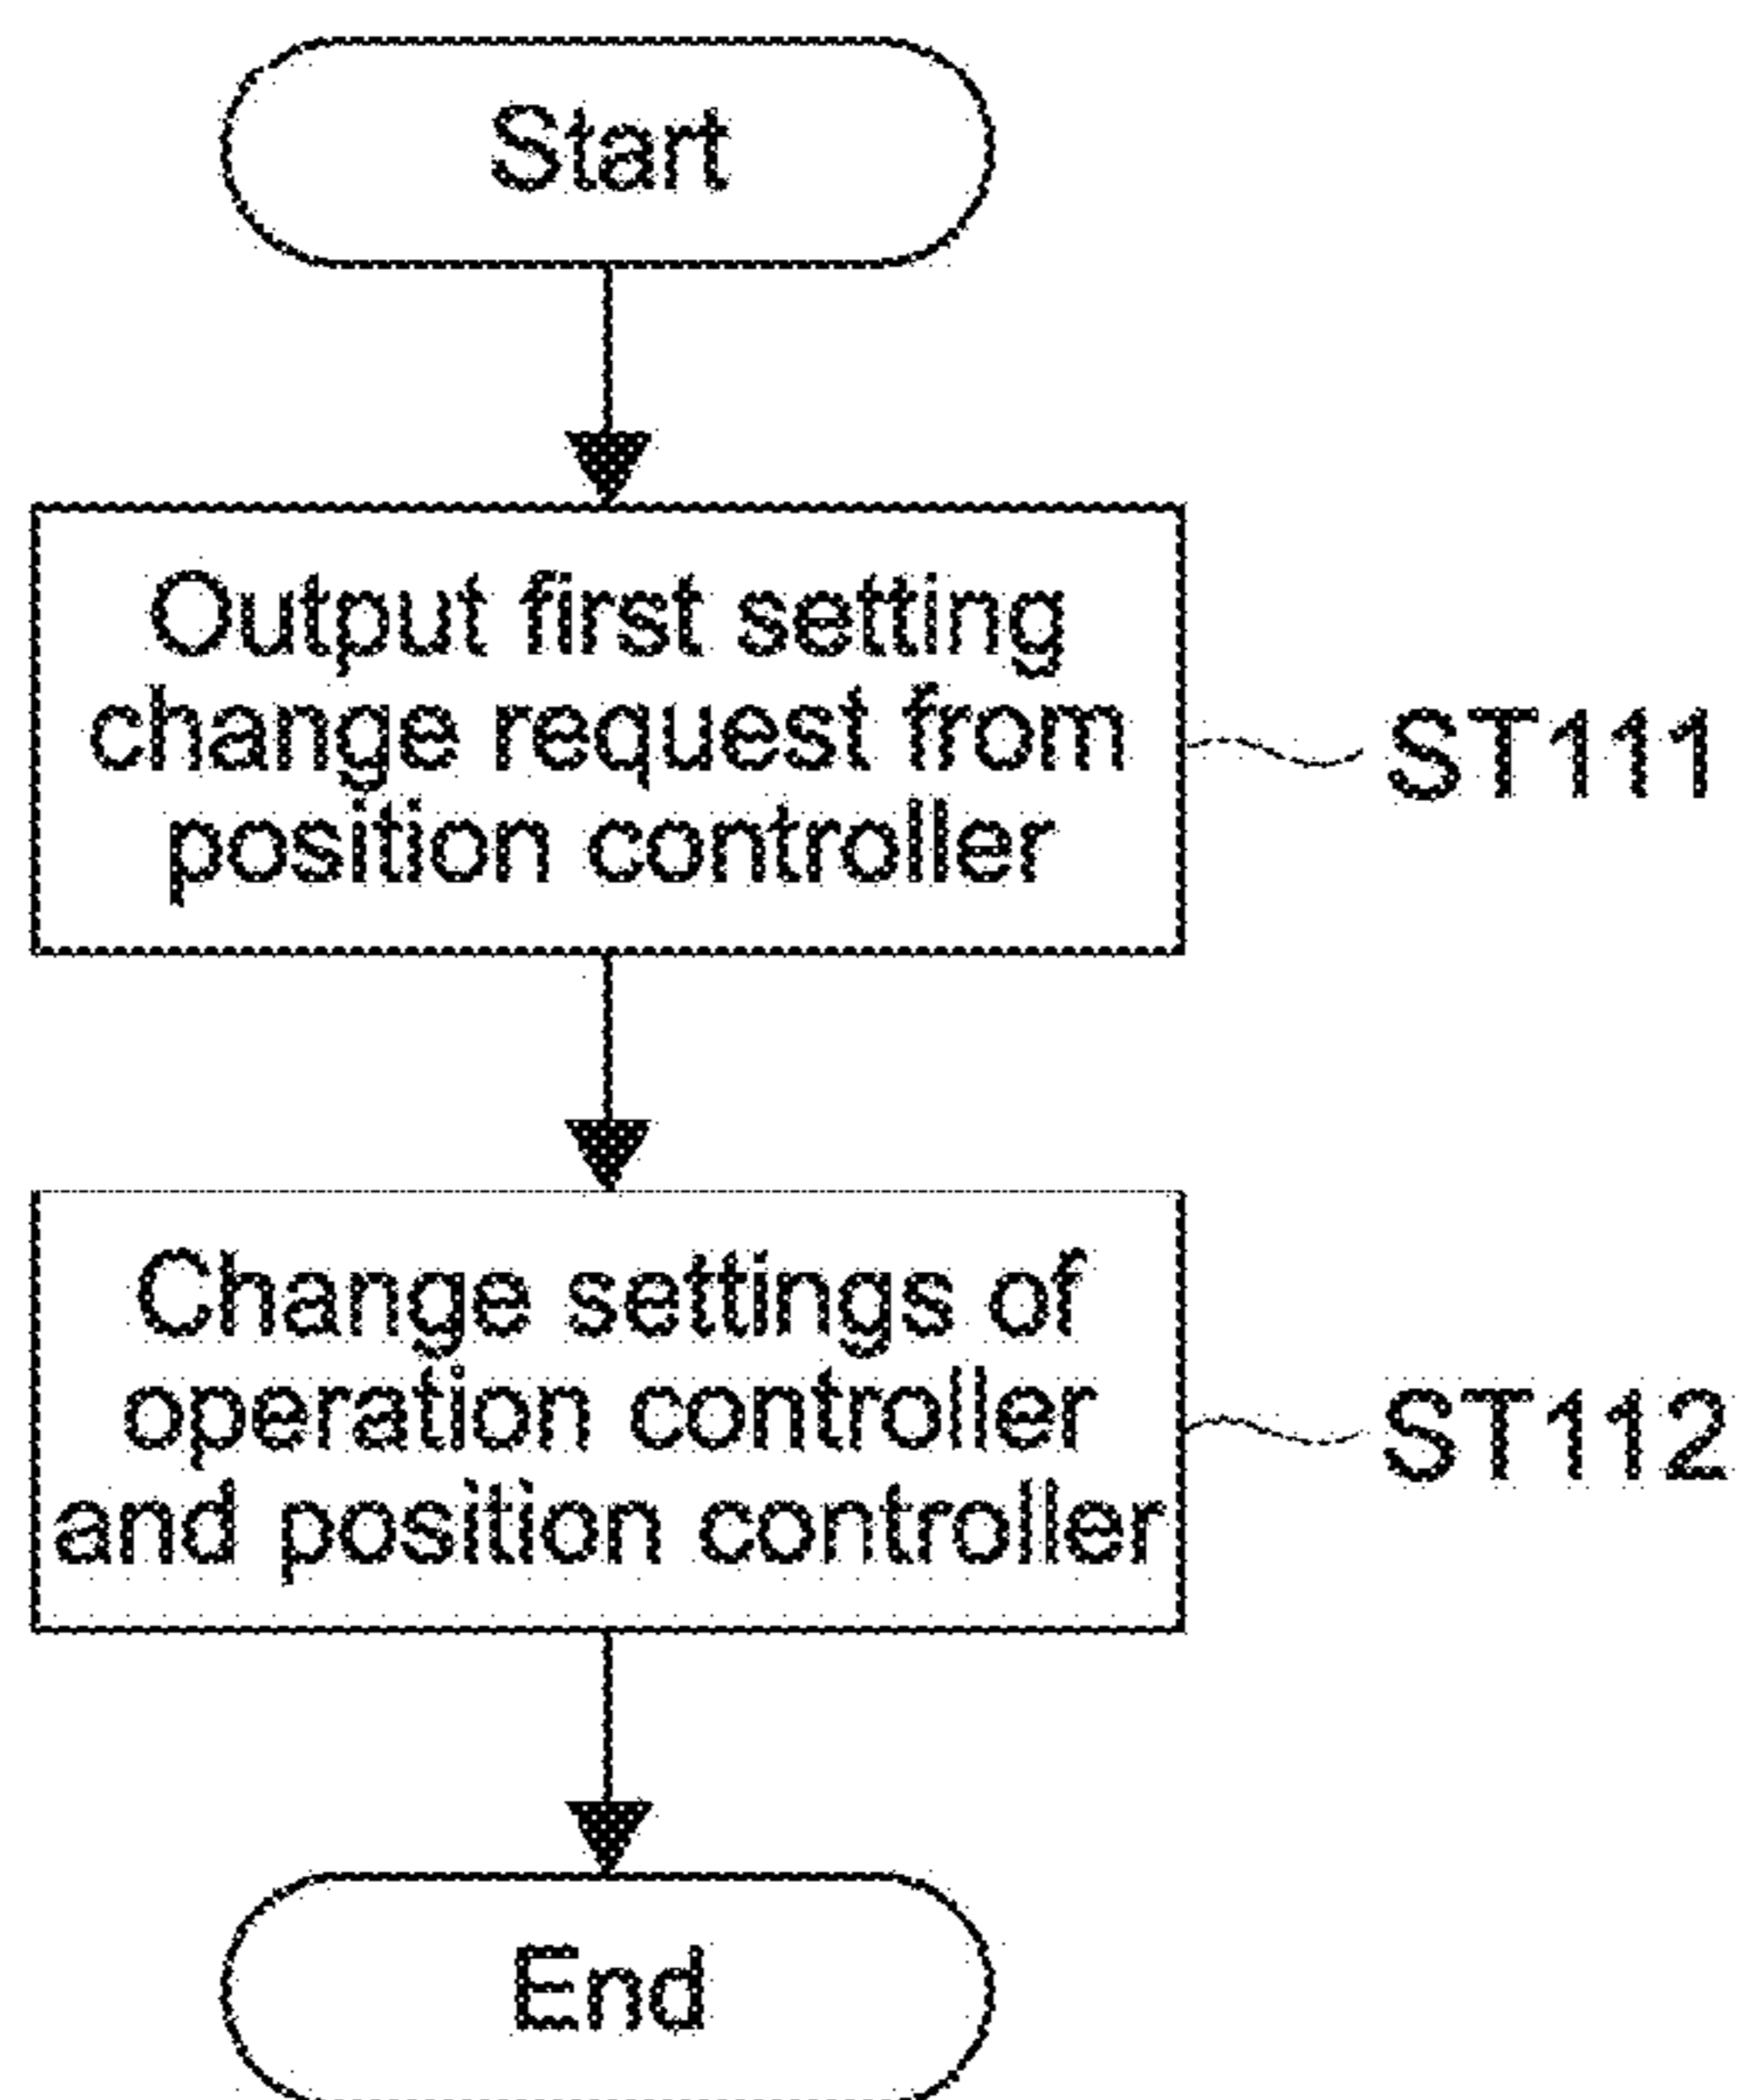 Start
Output first setting
change request from
position controller
ST111
Change settings of
operation controller
and position controller
ST112
End